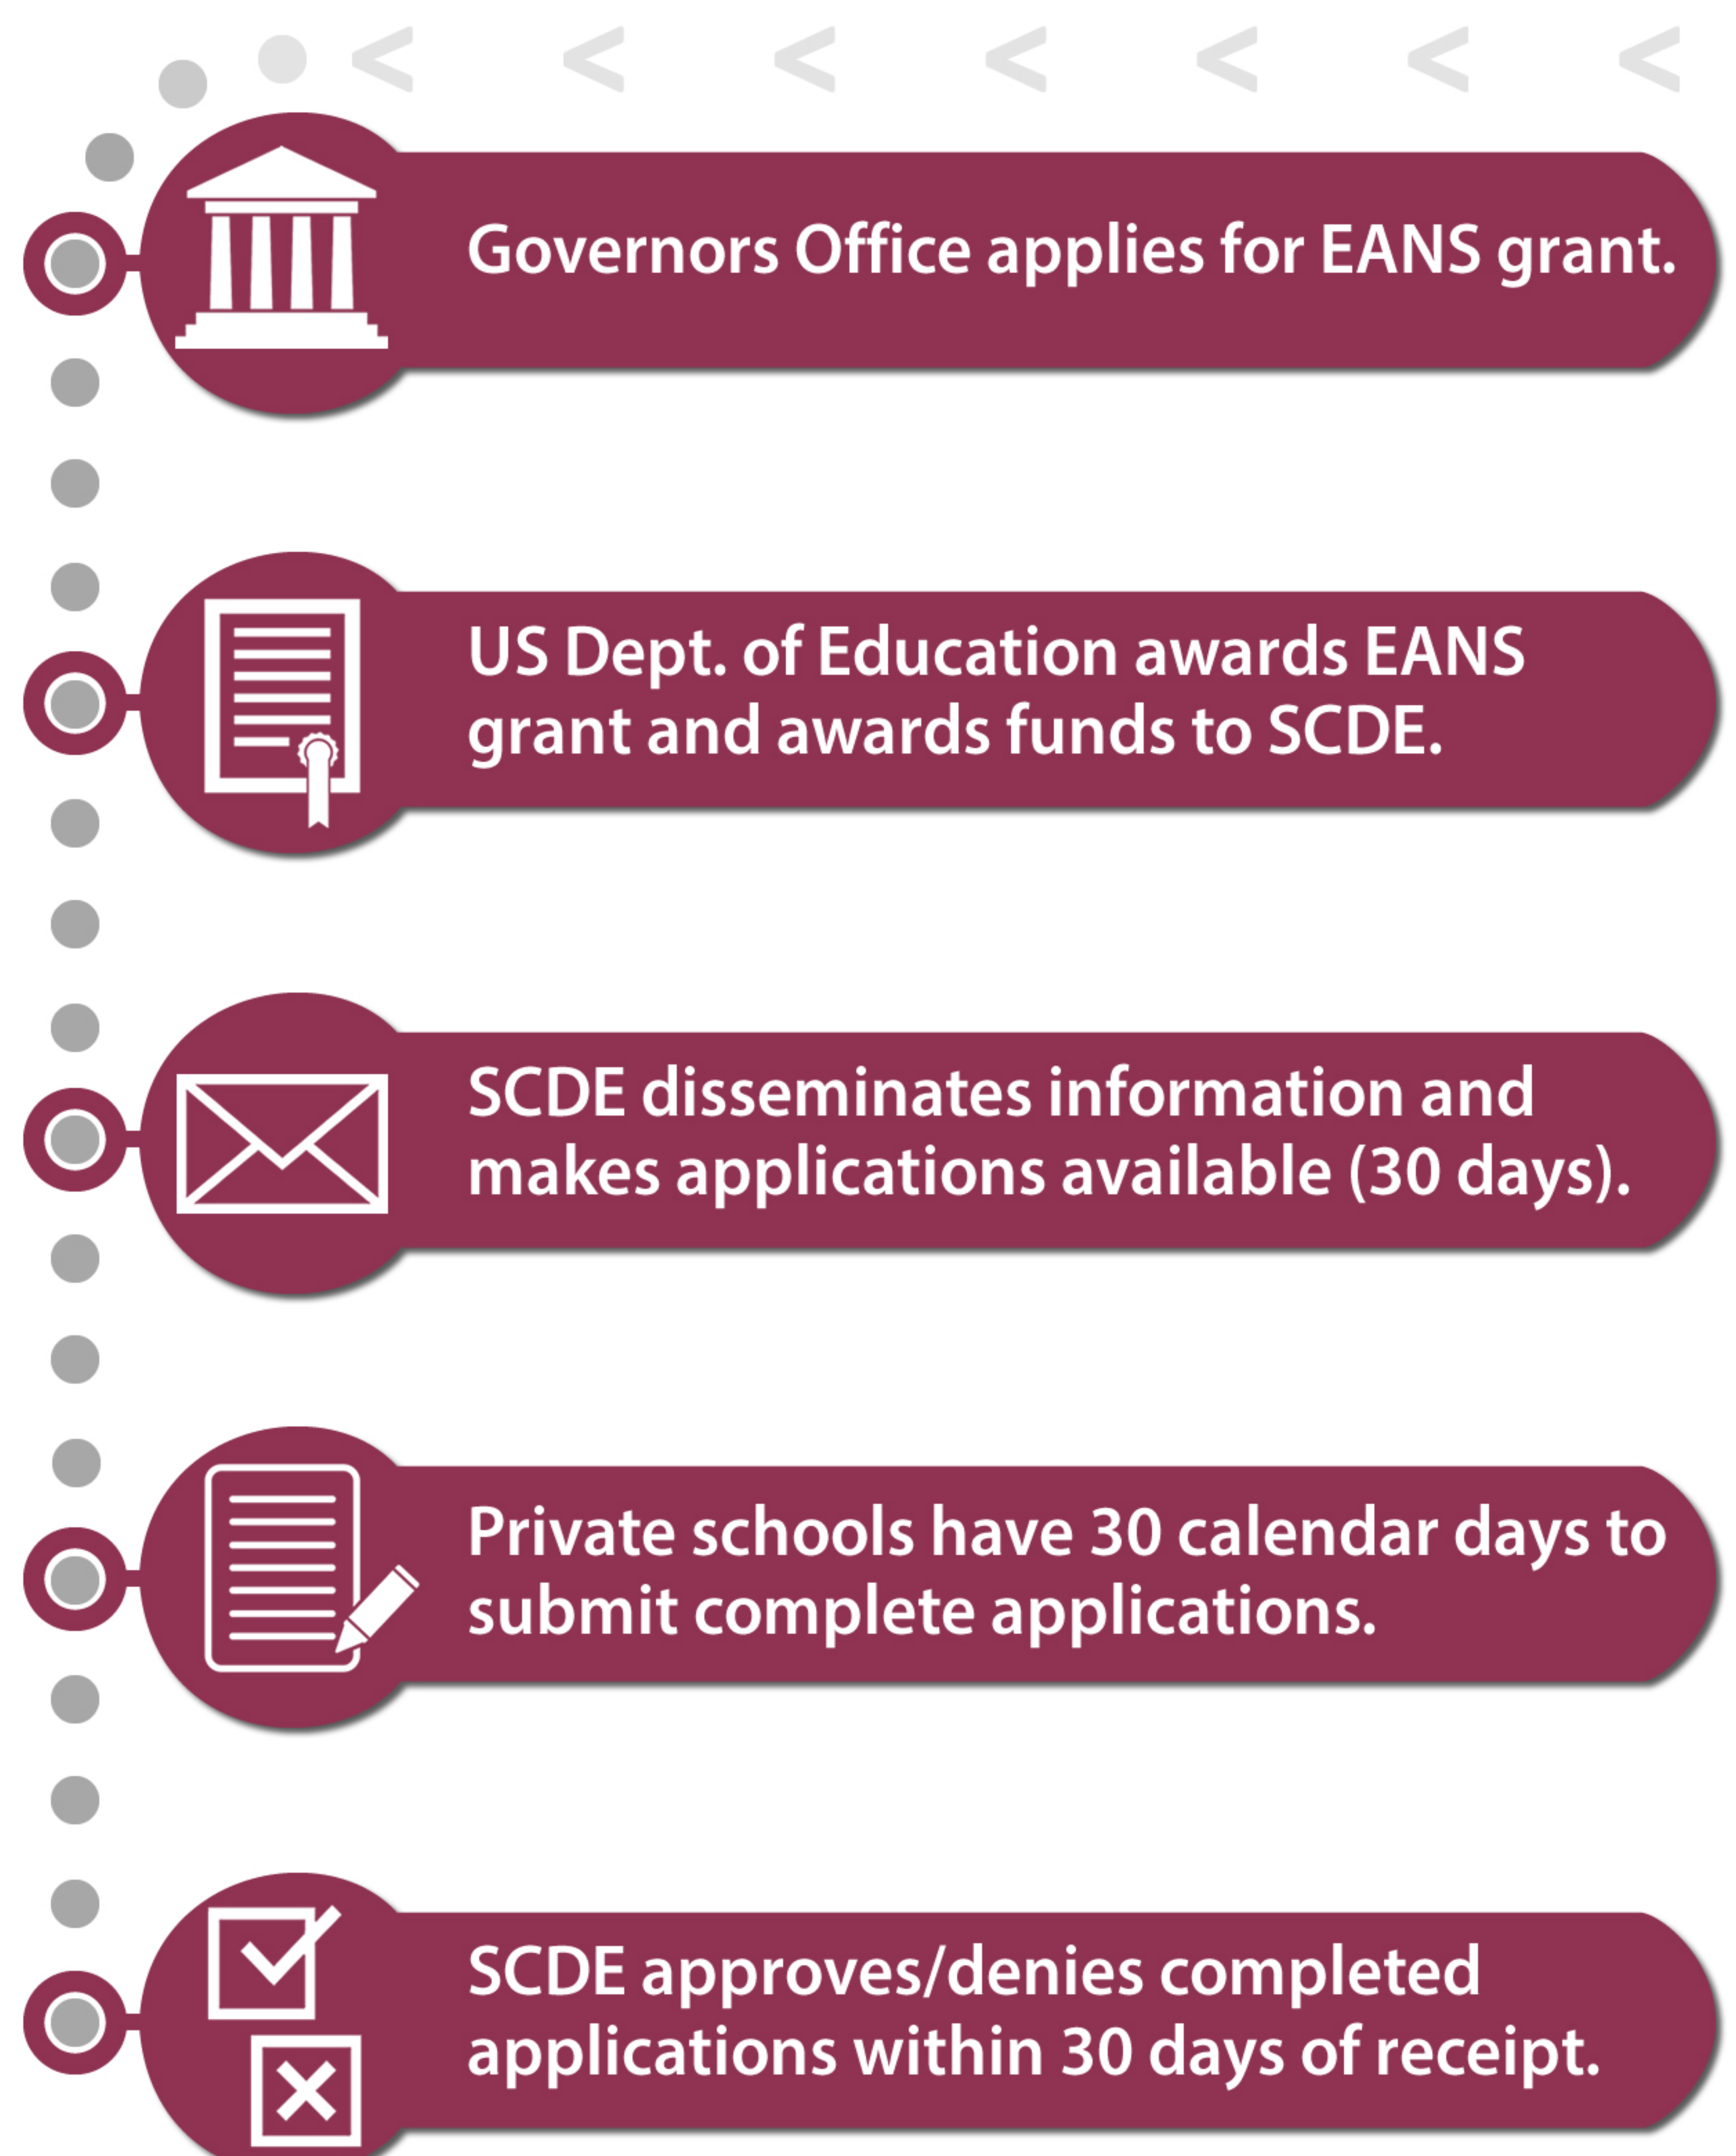 Governors Office applies for EANS grant.
US Dept. of Education awards EANS
grant and awards funds to SCDE.
SCDE disseminates information and
makes applications available (30 days).
Private schools have 30 calendar days to
submit complete applications.
SCDE approves/denies completed
applications within 30 days of receipt.